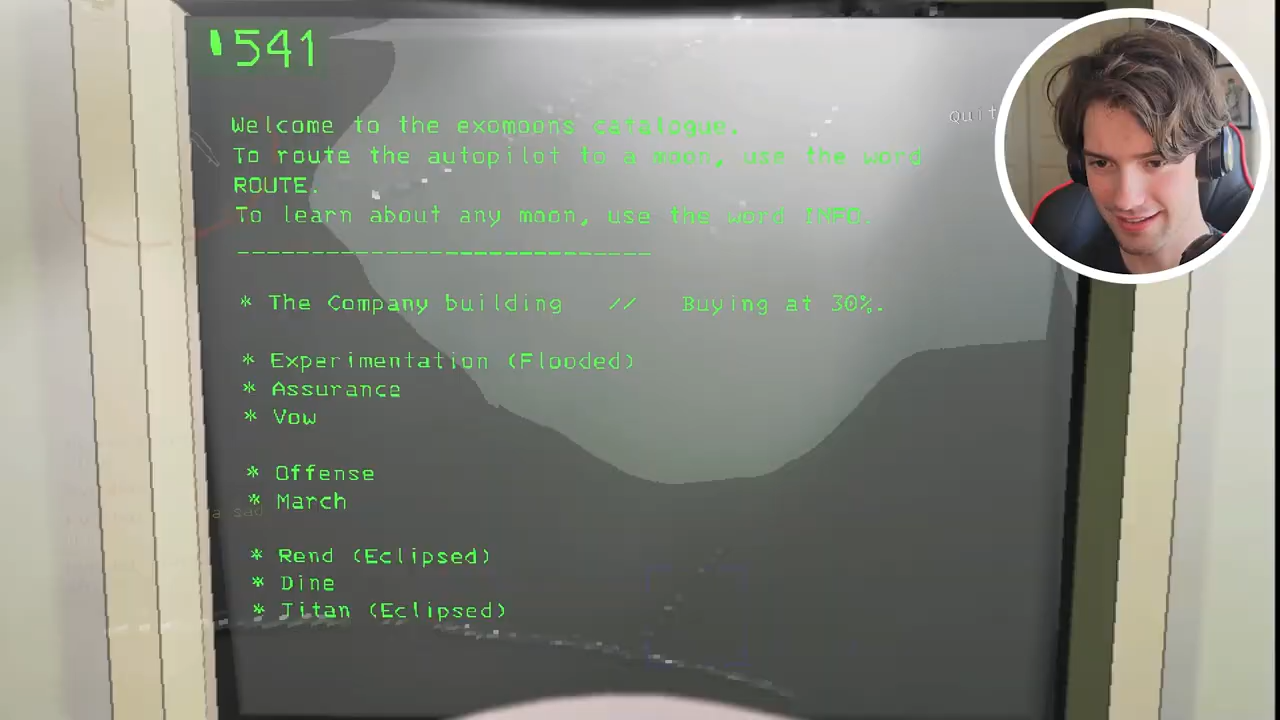 541
Welcome to the exomoons catalogue.
Quit
To route the autopilot to a moon, use the word
ROUTE.
To learn about any moon, use the word INFO.
----------------------------
* The Company building // Buying at 30%.
* Experimentation (Flooded)
* Assurance
* Vow
* Offense
* March
* Rend (Eclipsed)
* Dine
* Titan (Eclipsed)